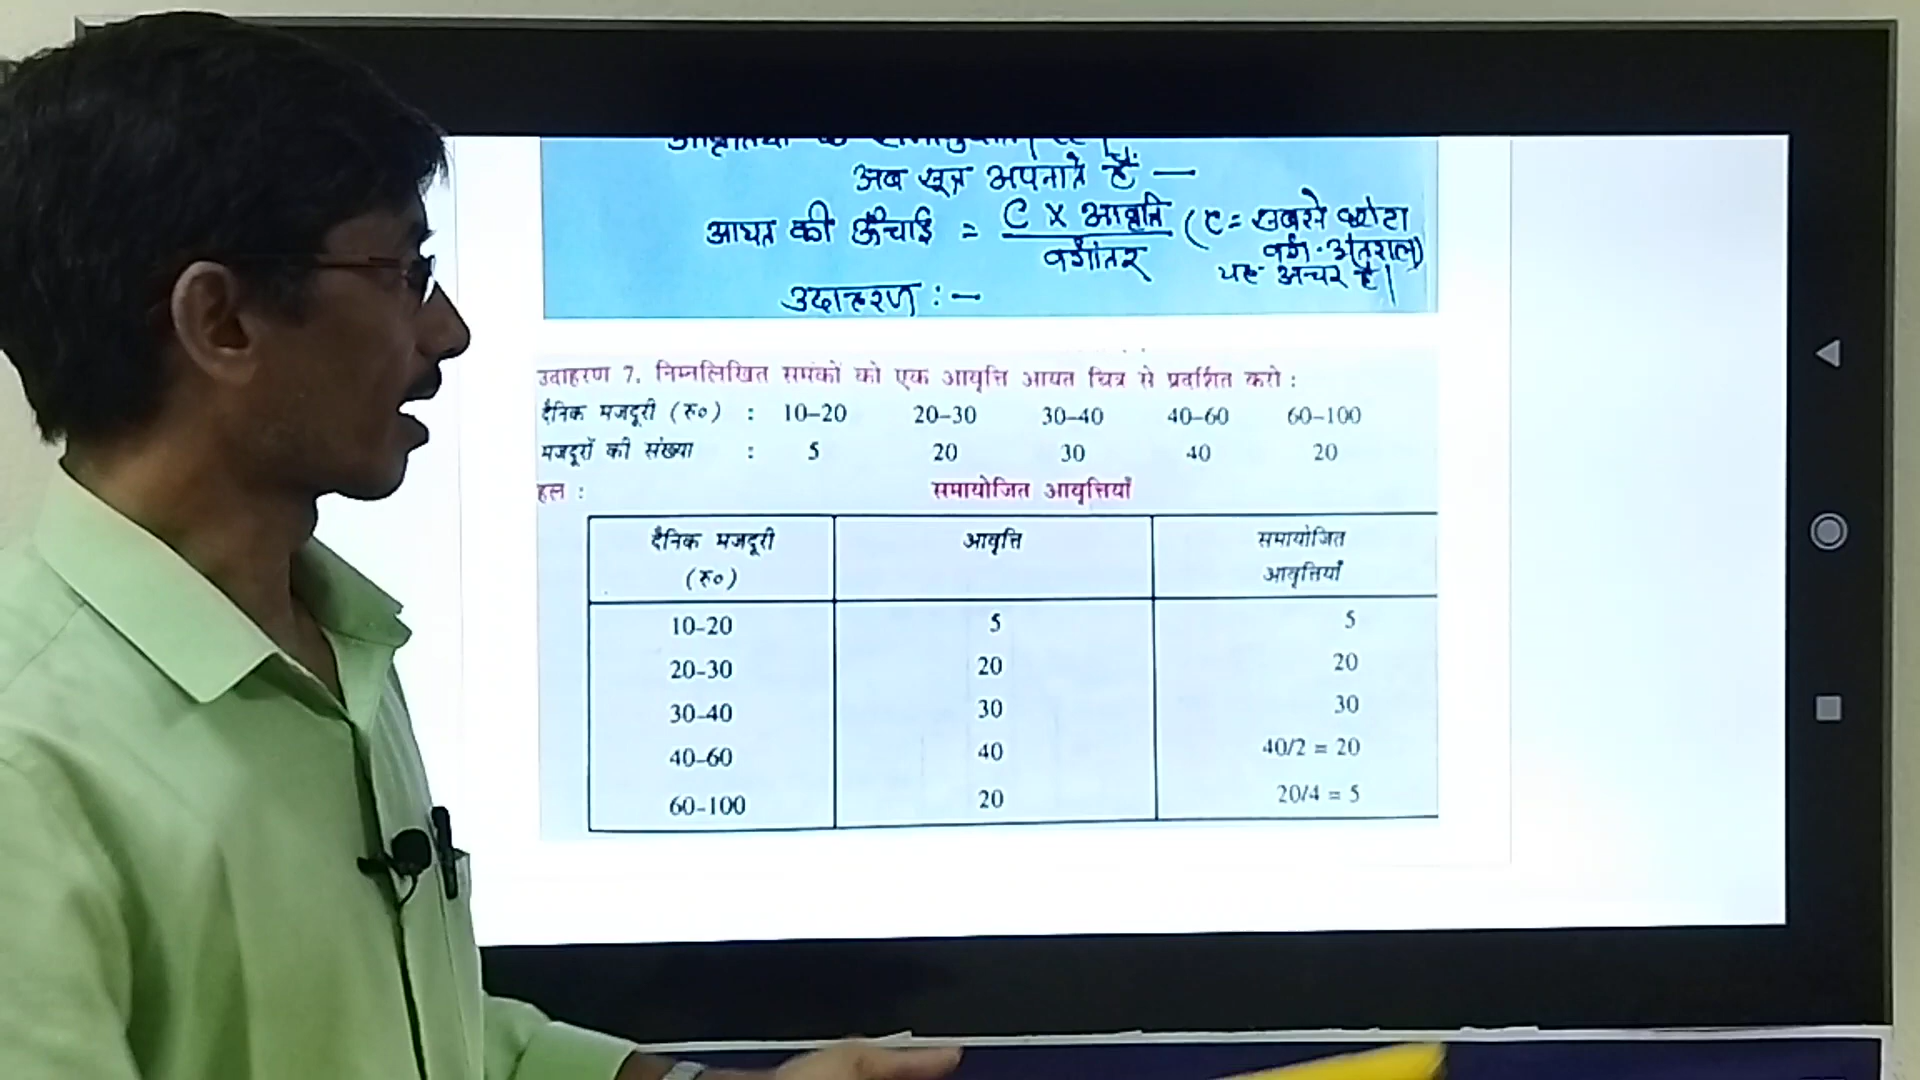 अब सूत्र अपनाते हैं —
आयत की ऊँचाई = C X आवृत्ति / वर्गांतर (C = सबसे छोटा
वर्ग-अंतराल)
यह अचर है।
उदाहरण :—
उदाहरण 7. निम्नलिखित समंकों को एक आवृत्ति आयत चित्र से प्रदर्शित करो :
दैनिक मजदूरी (रु०) : 10–20 20–30 30–40 40–60 60–100
मजदूरों की संख्या : 5 20 30 40 20
हल : समायोजित आवृत्तियाँ
दैनिक मजदूरी आवृत्ति समायोजित
(रु०) आवृत्तियाँ
10-20 5 5
20-30 20 20
30-40 30 30
40-60 40 40/2 = 20
60-100 20 20/4 = 5